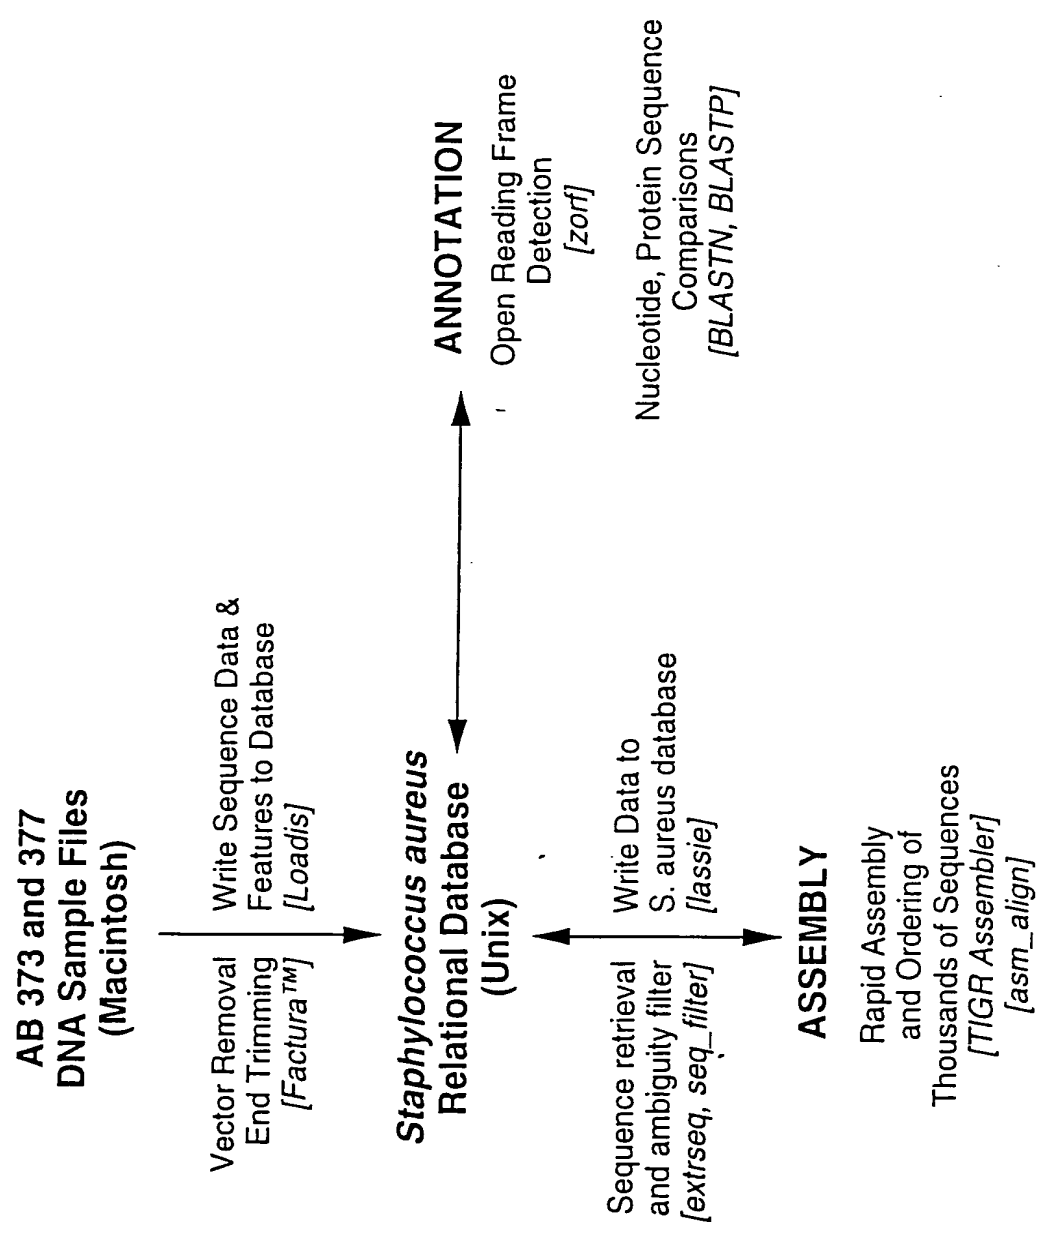 AB 373 and 377
DNA Sample Files
(Macintosh)
Vector Removal
End Trimming
[Factura™]
Write Sequence Data &
Features to Database
[Loadis]
Staphylococcus aureus
Relational Database
(Unix)
ANNOTATION
Open Reading Frame
Detection
[zorf]
Nucleotide, Protein Sequence
Comparisons
[BLASTN, BLASTP]
Sequence retrieval
and ambiguity filter
[extrseq, seq_filter]
Write Data to
S. aureus database
[lassie]
ASSEMBLY
Rapid Assembly
and Ordering of
Thousands of Sequences
[TIGR Assembler]
[asm_align]